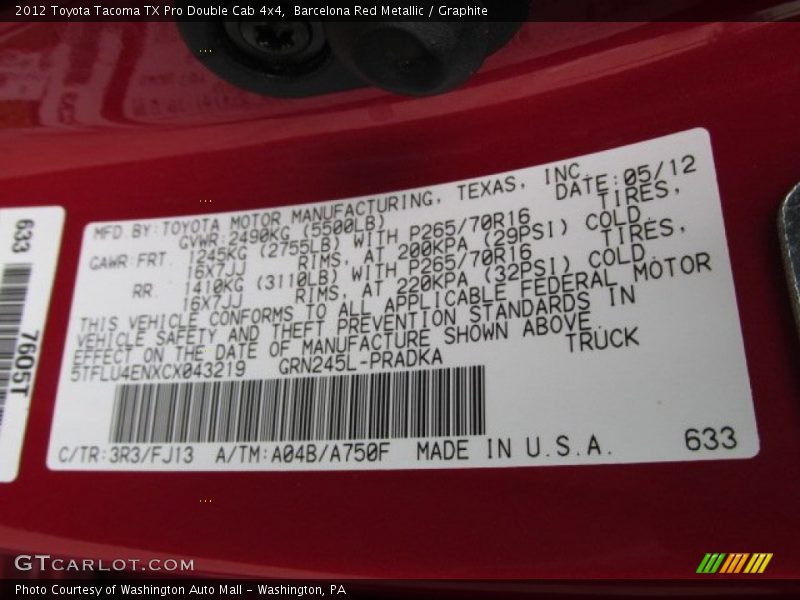 2012 Toyota Tacoma TX Pro Double Cab 4x4, Barcelona Red Metallic / Graphite
MFD.BY:TOYOTA MOTOR MANUFACTURING, TEXAS, INC.
GVWR:2490KG (5500LB) DATE:05/12
GAWR:FRT. 1245KG (2755LB) WITH P265/70R16 TIRES,
16X7JJ RIMS, AT 200KPA (29PSI) COLD.
RR. 1410KG (3110LB) WITH P265/70R16 TIRES,
16X7JJ RIMS, AT 220KPA (32PSI) COLD.
THIS VEHICLE CONFORMS TO ALL APPLICABLE FEDERAL MOTOR
VEHICLE SAFETY AND THEFT PREVENTION STANDARDS IN
EFFECT ON THE DATE OF MANUFACTURE SHOWN ABOVE.
5TFLU4ENXCX043219 GRN245L-PRADKA TRUCK
C/TR:3R3/FJ13 A/TM:A04B/A750F MADE IN U.S.A. 633
633
7605T
GTCARLOT.COM
Photo Courtesy of Washington Auto Mall - Washington, PA